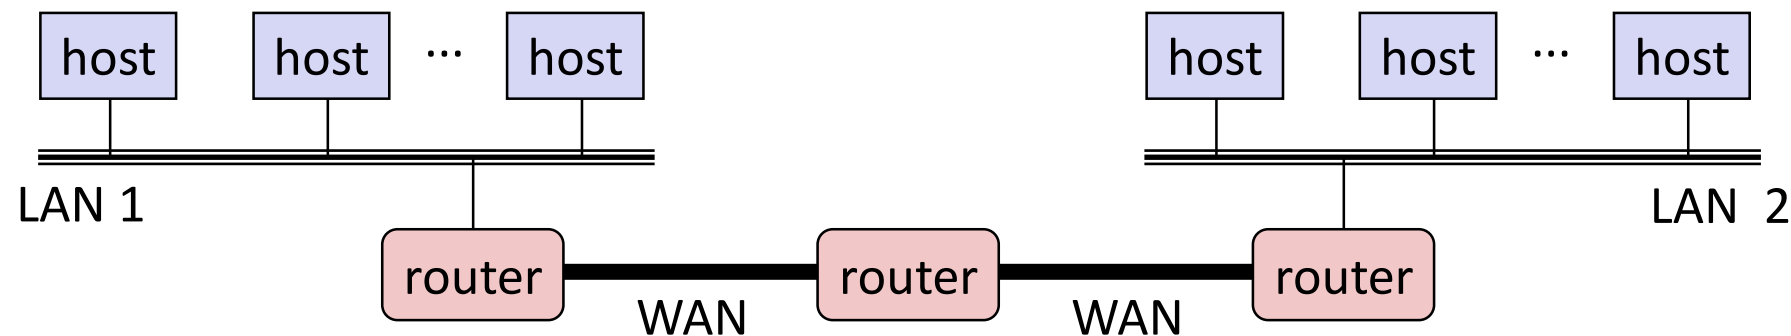 host host ... host host host ... host
LAN 1 LAN 2
router router router
WAN WAN